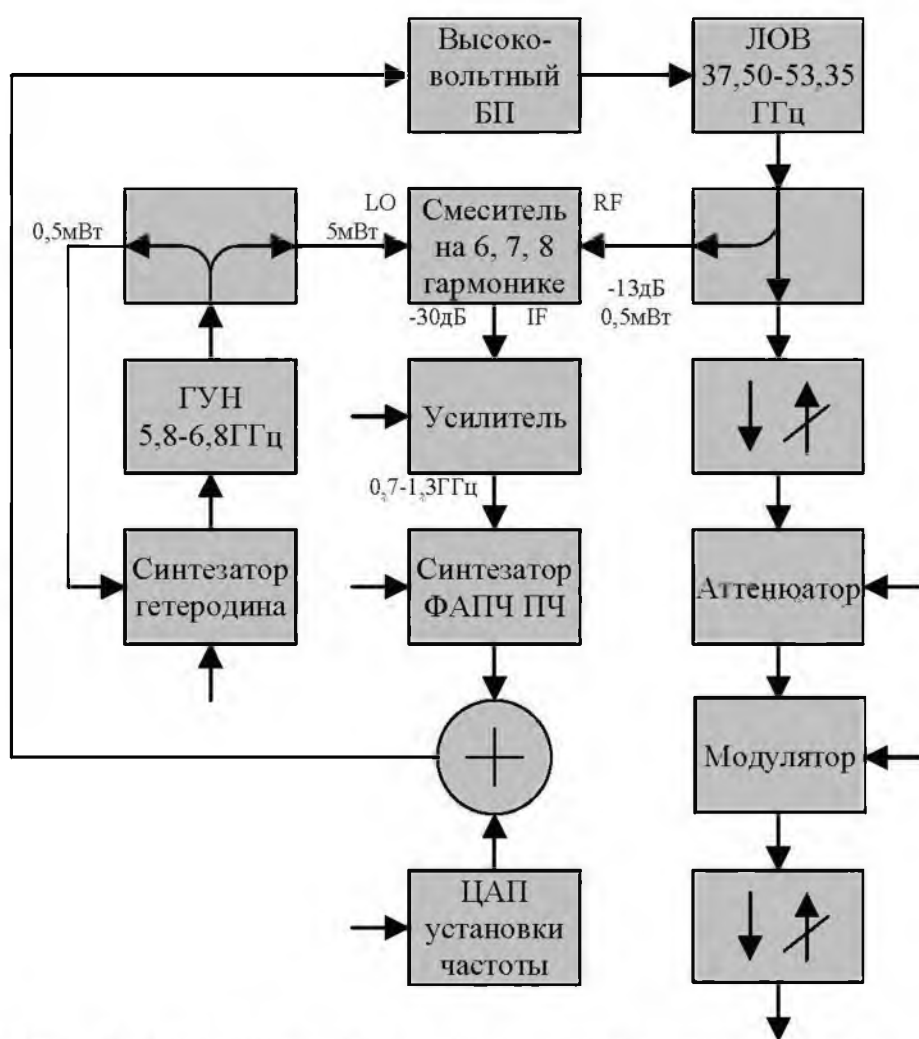 Высоко-
вольтный
БП
ЛОВ
37,50-53,35
ГГц
0,5мВт
LO
5мВт
Смеситель
на 6, 7, 8
гармонике
RF
-13дБ
0,5мВт
-30дБ
IF
ГУН
5,8-6,8ГГц
Усилитель
0,7-1,3ГГц
Синтезатор
гетеродина
Синтезатор
ФАПЧ ПЧ
Аттенюатор
Модулятор
ЦАП
установки
частоты